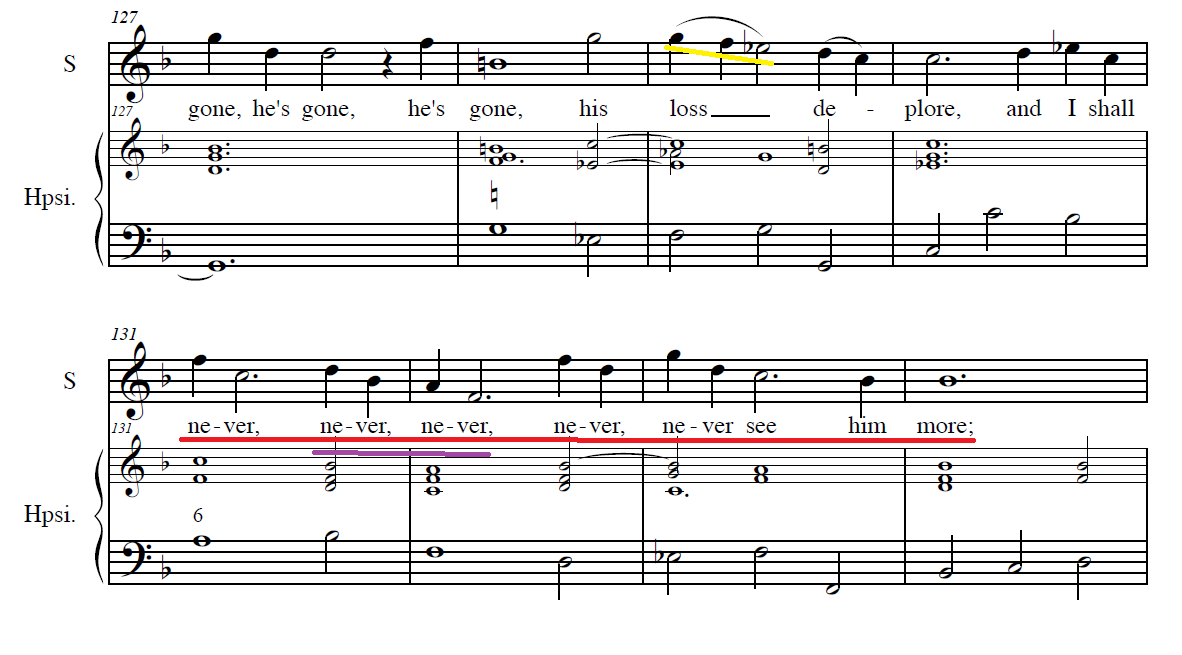 127
S
gone, he's gone, he's gone, his loss de - plore, and I shall
127
Hpsi.
131
S
ne - ver, ne - ver, ne - ver, ne - ver, ne - ver see him more;
131
Hpsi.
6